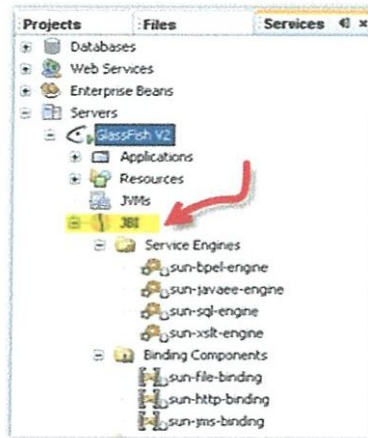 Projects Files Services
Databases
Web Services
Enterprise Beans
Servers
GlassFish V2
Applications
Resources
JVMs
JBI
Service Engines
sun-bpel-engine
sun-javaee-engine
sun-sql-engine
sun-xslt-engine
Binding Components
sun-file-binding
sun-http-binding
sun-jms-binding